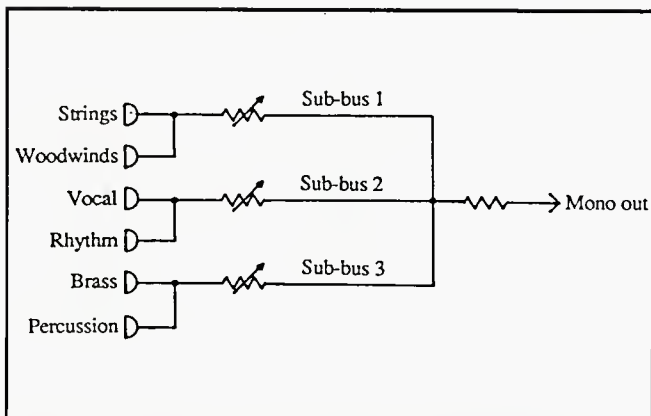 Strings
Woodwinds
Vocal
Rhythm
Brass
Percussion
Sub-bus 1
Sub-bus 2
Sub-bus 3
Mono out